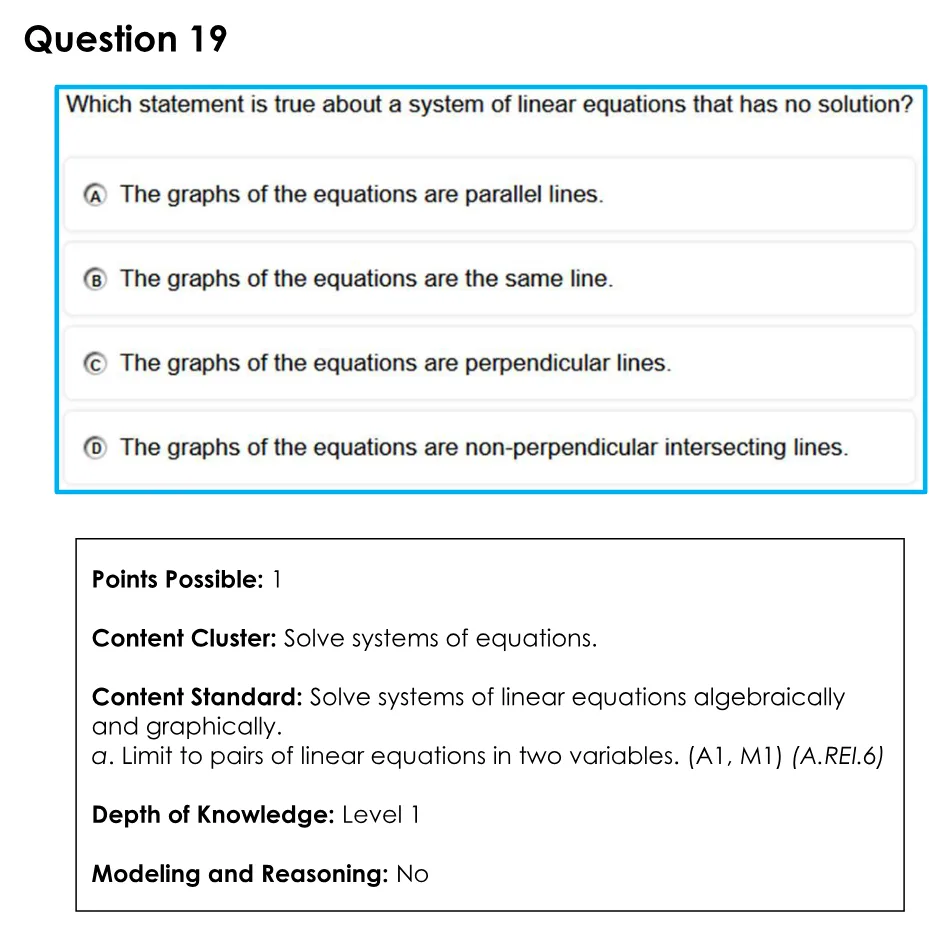 Question 19
Which statement is true about a system of linear equations that has no solution?
Ⓐ The graphs of the equations are parallel lines.
Ⓑ The graphs of the equations are the same line.
Ⓒ The graphs of the equations are perpendicular lines.
Ⓓ The graphs of the equations are non-perpendicular intersecting lines.
Points Possible: 1
Content Cluster: Solve systems of equations.
Content Standard: Solve systems of linear equations algebraically
and graphically.
a. Limit to pairs of linear equations in two variables. (A1, M1) (A.REI.6)
Depth of Knowledge: Level 1
Modeling and Reasoning: No